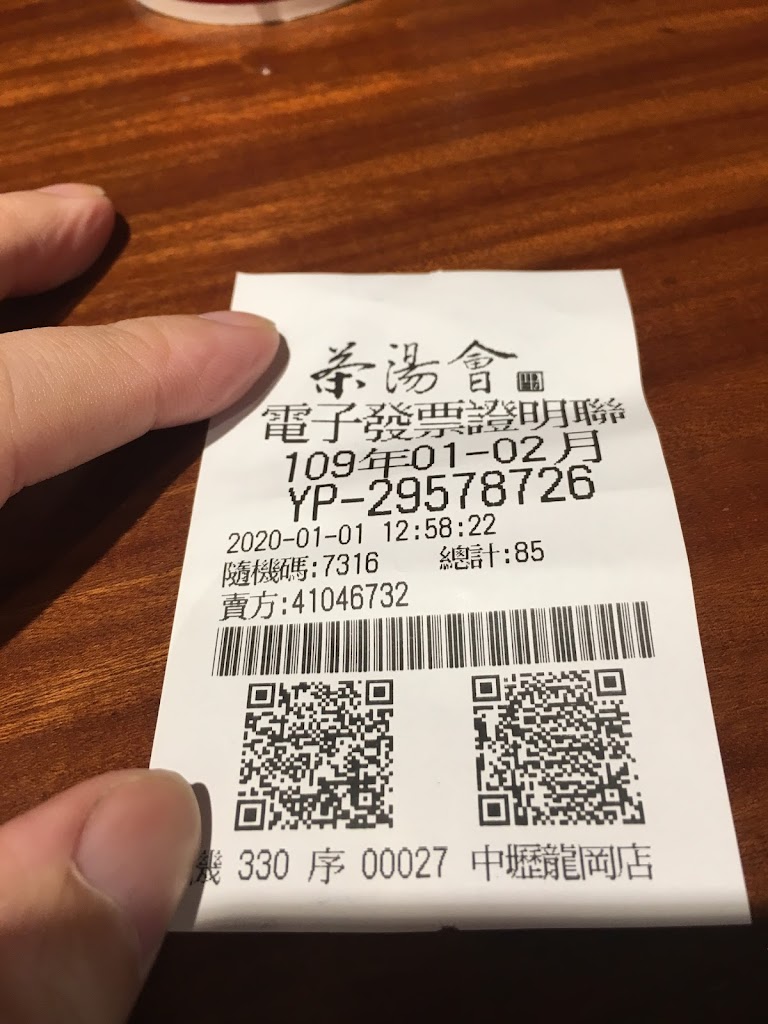 茶湯會
電子發票證明聯
109年01-02月
YP-29578726
2020-01-01 12:58:22
隨機碼:7316 總計:85
賣方:41046732
機 330 序 00027 中壢龍岡店